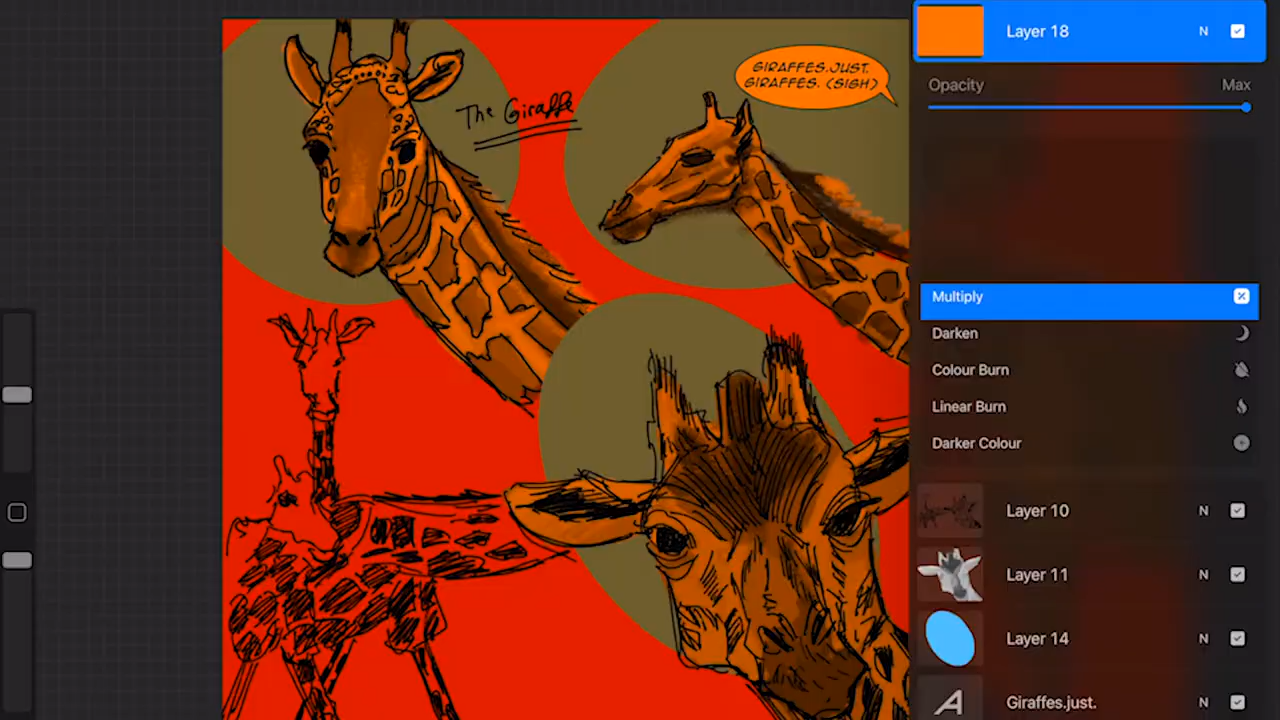 The Giraffe
GIRAFFES.JUST.
GIRAFFES. (SIGH)
Layer 18
N
Opacity
Max
Multiply
Darken
Colour Burn
Linear Burn
Darker Colour
Layer 10
N
Layer 11
N
Layer 14
N
A
Giraffes.just.
N